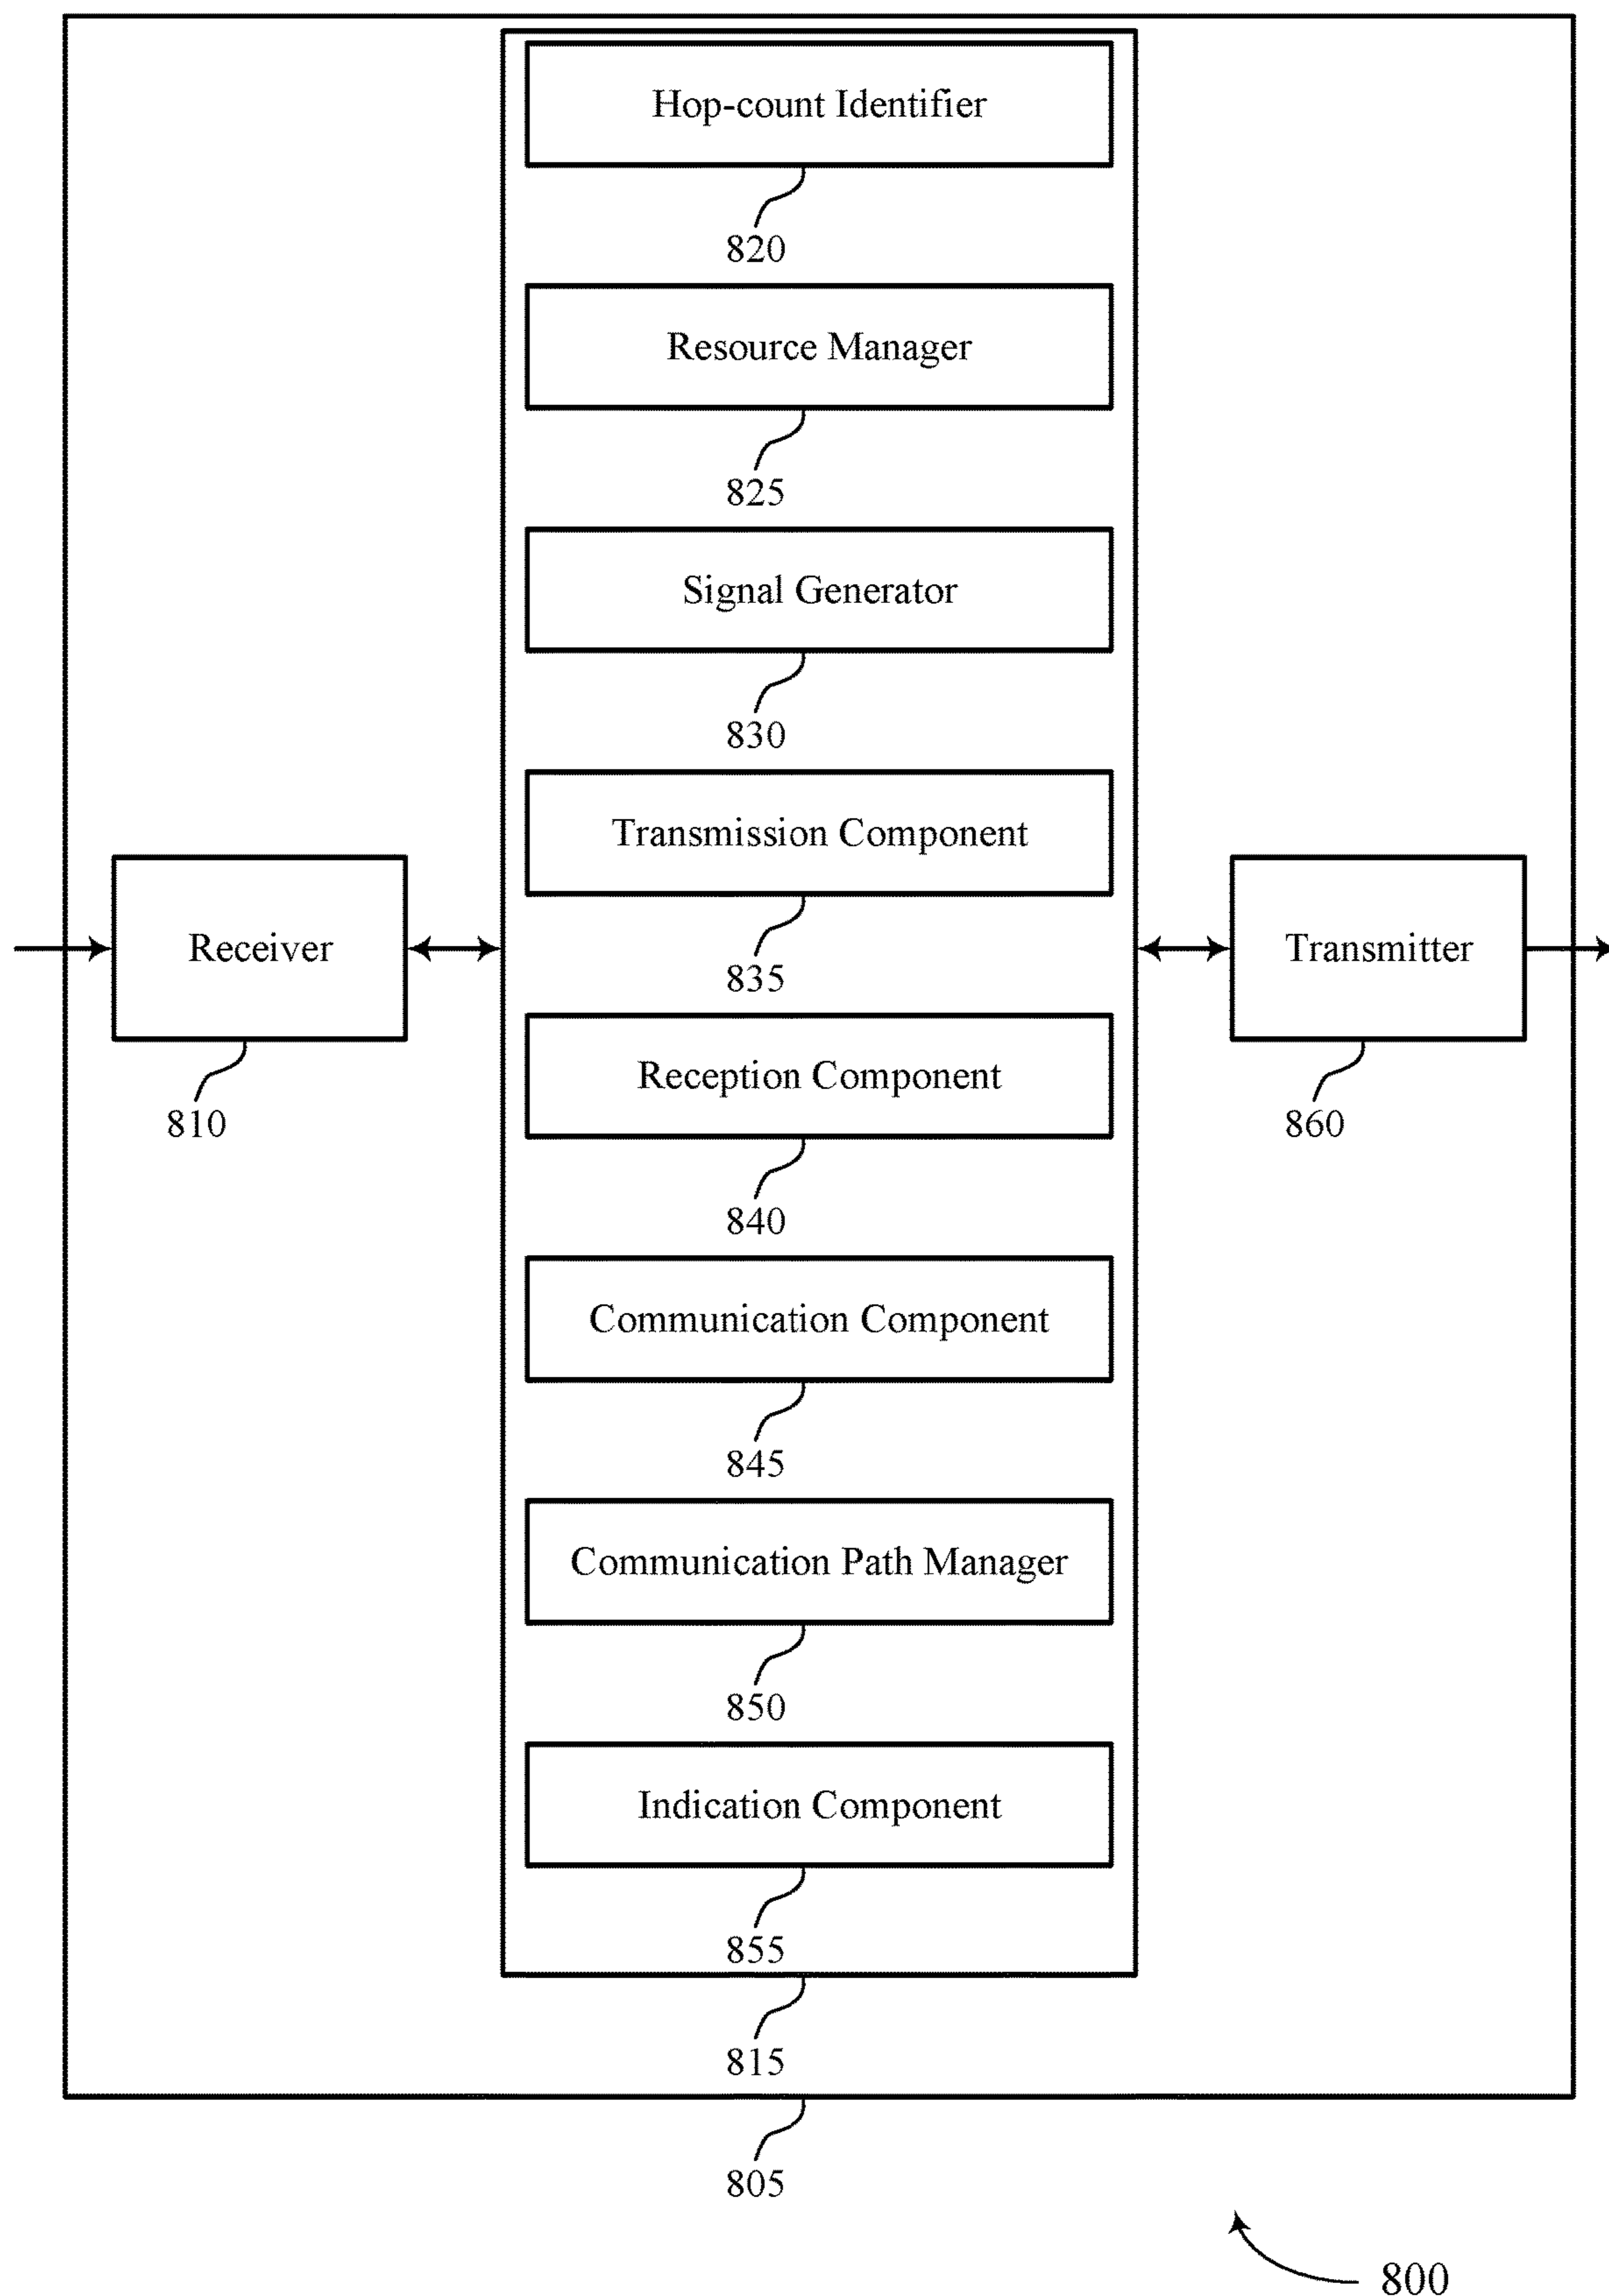 Hop-count Identifier
820
Resource Manager
825
Signal Generator
830
Transmission Component
835
Receiver
810
Transmitter
860
Reception Component
840
Communication Component
845
Communication Path Manager
850
Indication Component
855
815
805
800